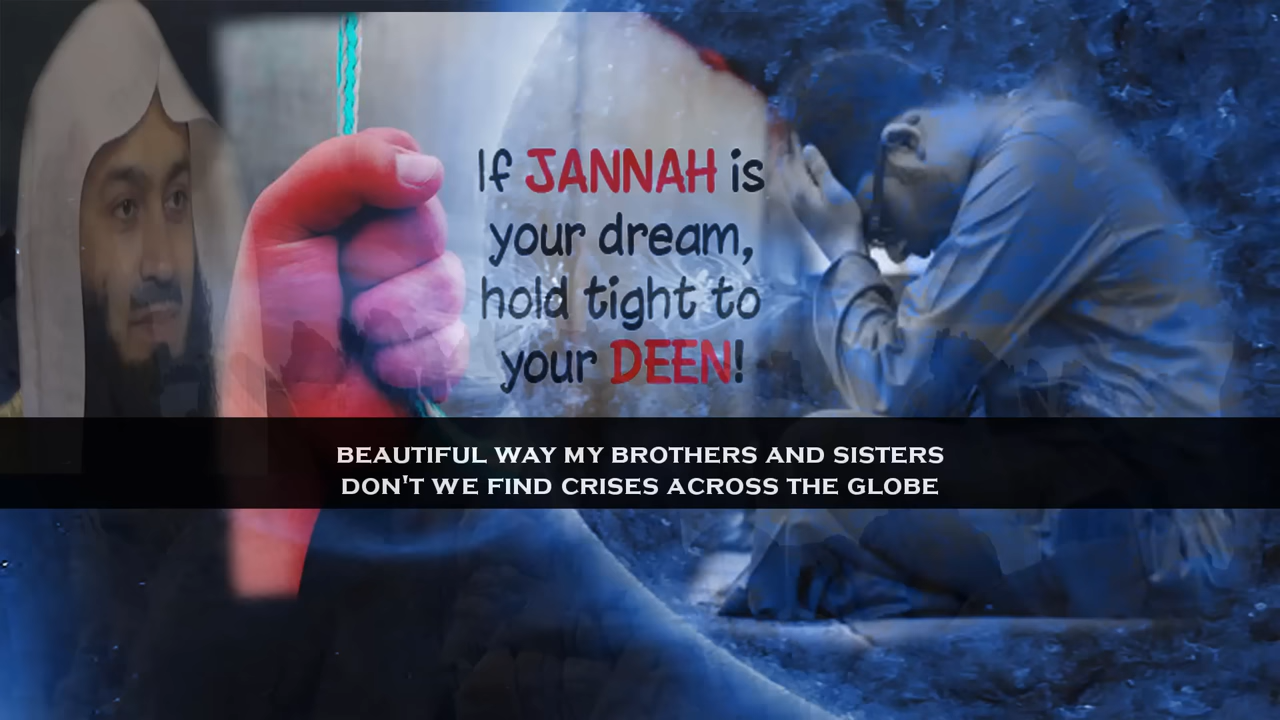 If JANNAH is
your dream,
hold tight to
your DEEN!
BEAUTIFUL WAY MY BROTHERS AND SISTERS
DON'T WE FIND CRISES ACROSS THE GLOBE